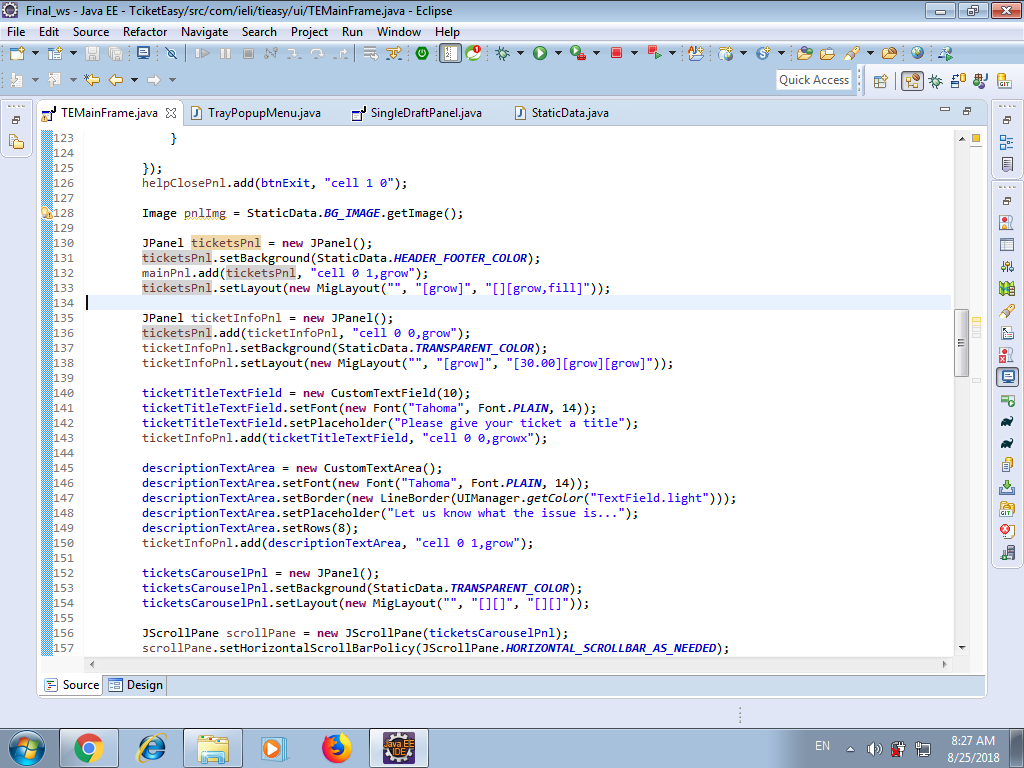 Final_ws - Java EE - TciketEasy/src/com/ieli/tieasy/ui/TEMainFrame.java - Eclipse
File Edit Source Refactor Navigate Search Project Run Window Help
Quick Access
TEMainFrame.java TrayPopupMenu.java SingleDraftPanel.java StaticData.java
123 }
124
125 });
126 helpClosePnl.add(btnExit, "cell 1 0");
127
128 Image pnlImg = StaticData.BG_IMAGE.getImage();
129
130 JPanel ticketsPnl = new JPanel();
131 ticketsPnl.setBackground(StaticData.HEADER_FOOTER_COLOR);
132 mainPnl.add(ticketsPnl, "cell 0 1,grow");
133 ticketsPnl.setLayout(new MigLayout("", "[grow]", "[][grow,fill]"));
134
135 JPanel ticketInfoPnl = new JPanel();
136 ticketsPnl.add(ticketInfoPnl, "cell 0 0,grow");
137 ticketInfoPnl.setBackground(StaticData.TRANSPARENT_COLOR);
138 ticketInfoPnl.setLayout(new MigLayout("", "[grow]", "[30.00][grow][grow]"));
139
140 ticketTitleTextField = new CustomTextField(10);
141 ticketTitleTextField.setFont(new Font("Tahoma", Font.PLAIN, 14));
142 ticketTitleTextField.setPlaceholder("Please give your ticket a title");
143 ticketInfoPnl.add(ticketTitleTextField, "cell 0 0,growx");
144
145 descriptionTextArea = new CustomTextArea();
146 descriptionTextArea.setFont(new Font("Tahoma", Font.PLAIN, 14));
147 descriptionTextArea.setBorder(new LineBorder(UIManager.getColor("TextField.light")));
148 descriptionTextArea.setPlaceholder("Let us know what the issue is...");
149 descriptionTextArea.setRows(8);
150 ticketInfoPnl.add(descriptionTextArea, "cell 0 1,grow");
151
152 ticketsCarouselPnl = new JPanel();
153 ticketsCarouselPnl.setBackground(StaticData.TRANSPARENT_COLOR);
154 ticketsCarouselPnl.setLayout(new MigLayout("", "[][]", "[][]"));
155
156 JScrollPane scrollPane = new JScrollPane(ticketsCarouselPnl);
157 scrollPane.setHorizontalScrollBarPolicy(JScrollPane.HORIZONTAL_SCROLLBAR_AS_NEEDED);
Source Design
EN
8:27 AM
8/25/2018
Java EE
IDE